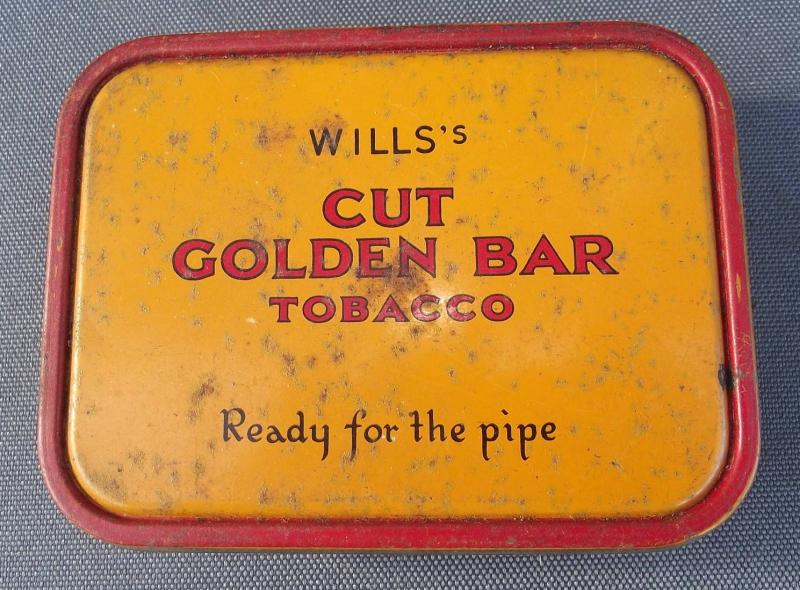 WILLS'S
CUT
GOLDEN BAR
TOBACCO
Ready for the pipe